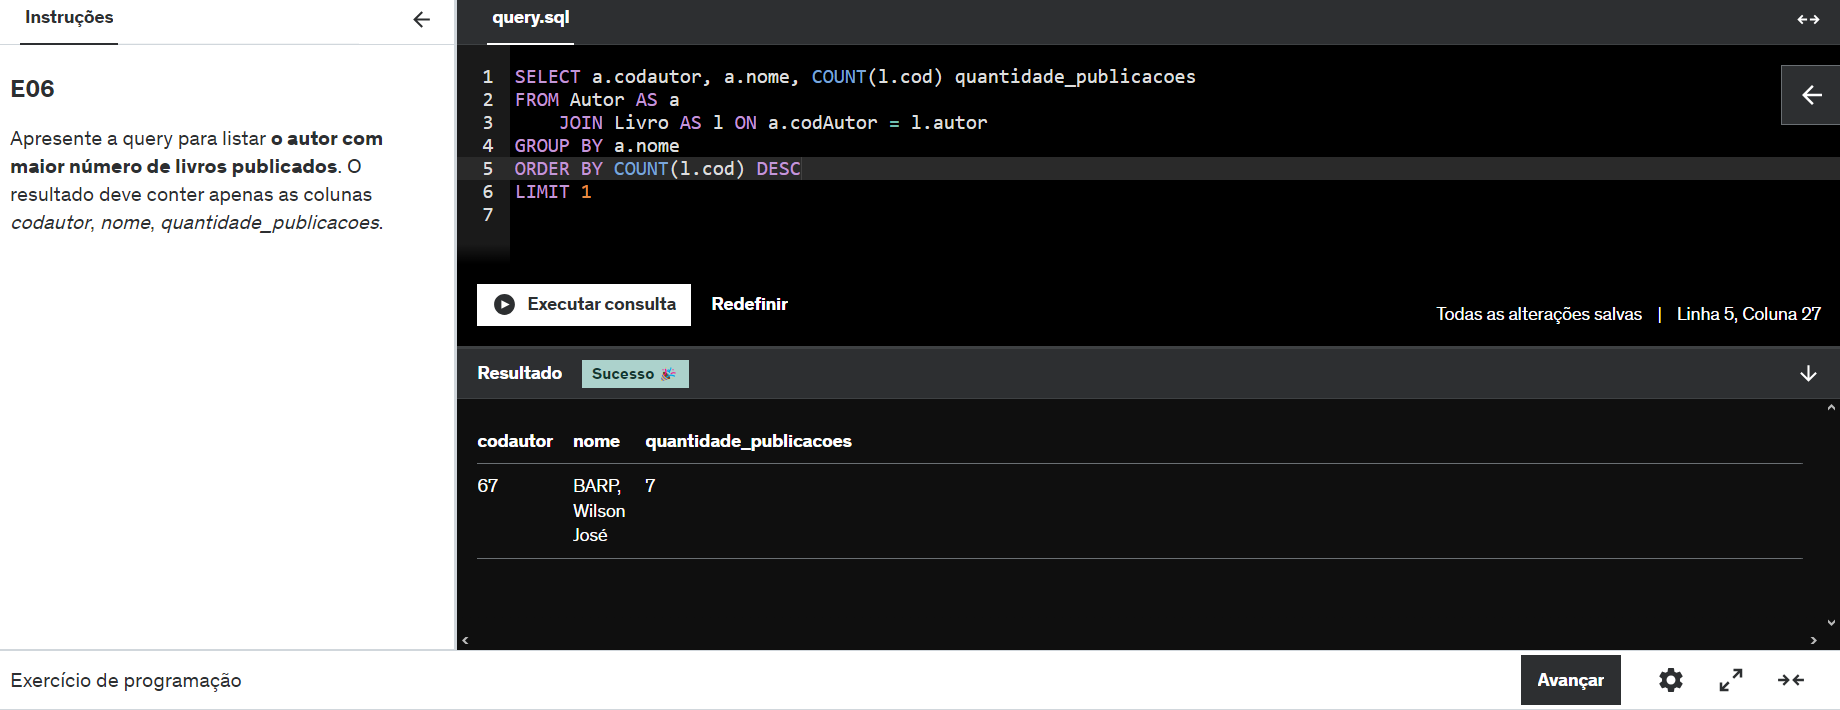 Instruções
E06
Apresente a query para listar o autor com
maior número de livros publicados. O
resultado deve conter apenas as colunas
codautor, nome, quantidade_publicacoes.
query.sql
1 SELECT a.codautor, a.nome, COUNT(l.cod) quantidade_publicacoes
2 FROM Autor AS a
3     JOIN Livro AS l ON a.codAutor = l.autor
4 GROUP BY a.nome
5 ORDER BY COUNT(l.cod) DESC
6 LIMIT 1
7
Executar consulta Redefinir
Todas as alterações salvas | Linha 5, Coluna 27
Resultado Sucesso 🎉
codautor nome quantidade_publicacoes
67 BARP, 7
Wilson
José
Exercício de programação
Avançar